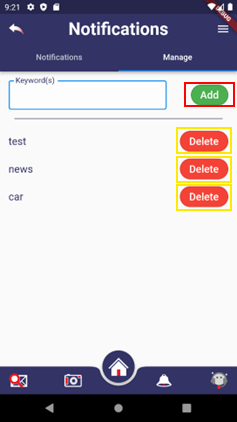 9:21
Notifications
Notifications Manage
Keyword(s)
Add
test Delete
news Delete
car Delete